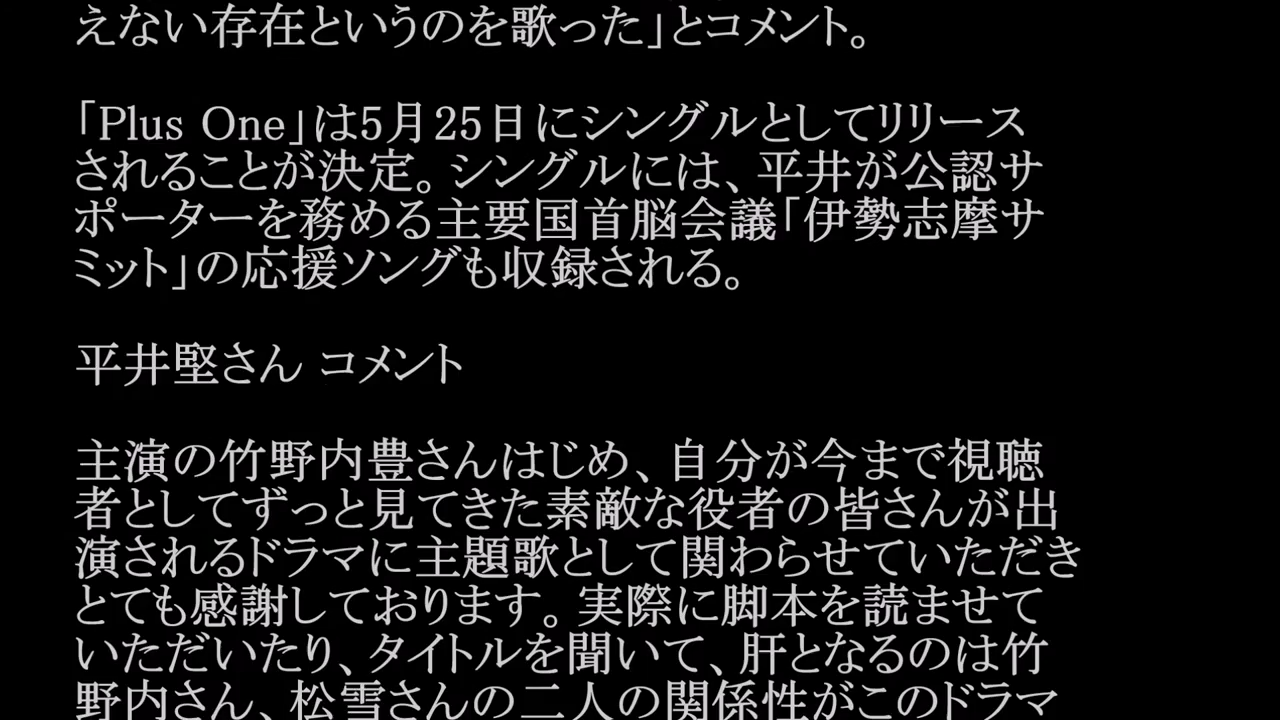 えない存在というのを歌った」とコメント。
「Plus One」は5月25日にシングルとしてリリース
されることが決定。シングルには、平井が公認サ
ポーターを務める主要国首脳会議「伊勢志摩サ
ミット」の応援ソングも収録される。
平井堅さん コメント
主演の竹野内豊さんはじめ、自分が今まで視聴
者としてずっと見てきた素敵な役者の皆さんが出
演されるドラマに主題歌として関わらせていただき
とても感謝しております。実際に脚本を読ませて
いただいたり、タイトルを聞いて、肝となるのは竹
野内さん、松雪さんの二人の関係性がこのドラマ